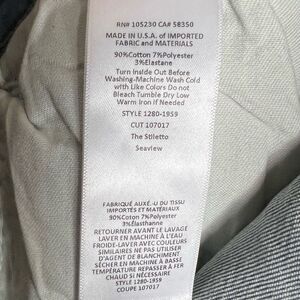 RN# 105230 CA# 58350
MADE IN U.S.A. of IMPORTED
FABRIC and MATERIALS
90%Cotton 7%Polyester
3%Elastane
Turn Inside Out Before
Washing-Machine Wash Cold
with Like Colors Do not
Bleach Tumble Dry Low
Warm Iron if Needed
STYLE 1280-1959
CUT 107017
The Stiletto
Seaview
FABRIQUÉ AUXÉ.-U DU TISSU
IMPORTÉS ET MATÉRIAUX
90%Coton 7%Polyester
3%Élasthanne
RETOURNER AVANT LE LAVAGE
LAVER EN MACHINE À L'EAU
FROIDE-LAVER AVEC COULEURS
SIMILAIRES NE PAS UTILISER
D'AGENT DE BLANCHIMENT
SÉCHER EN MACHINE À BASSE
TEMPÉRATURE REPASSER À FER
CHAUD SI NÉCESSAIRE
STYLE 1280-1959
COUPE 107017